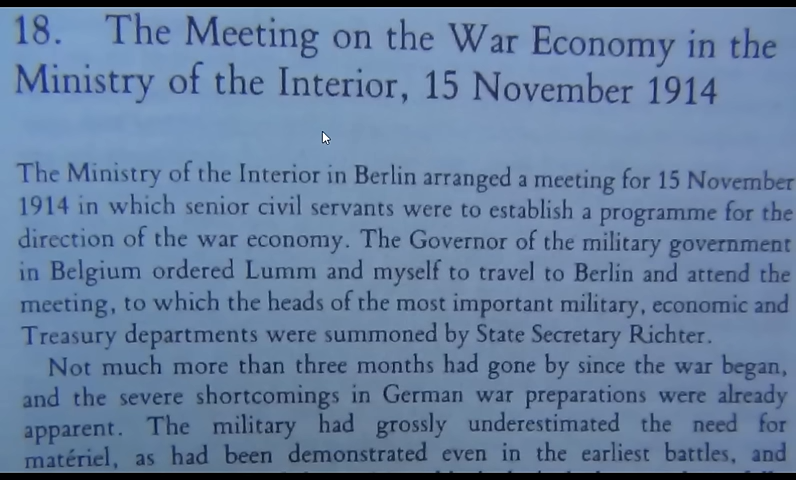 18. The Meeting on the War Economy in the
Ministry of the Interior, 15 November 1914
The Ministry of the Interior in Berlin arranged a meeting for 15 November
1914 in which senior civil servants were to establish a programme for the
direction of the war economy. The Governor of the military government
in Belgium ordered Lumm and myself to travel to Berlin and attend the
meeting, to which the heads of the most important military, economic and
Treasury departments were summoned by State Secretary Richter.
Not much more than three months had gone by since the war began,
and the severe shortcomings in German war preparations were already
apparent. The military had grossly underestimated the need for
matériel, as had been demonstrated even in the earliest battles, and